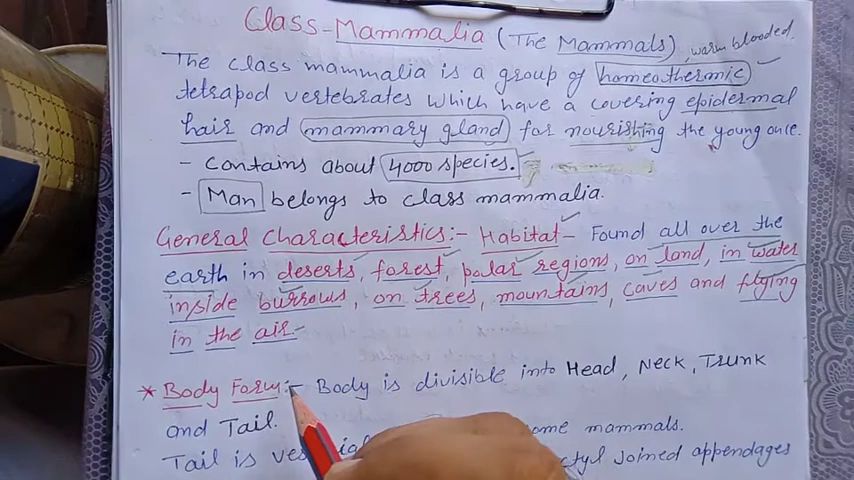 Class-Mammalia (The Mammals), warm blooded.
The class mammalia is a group of homeothermic
tetrapod vertebrates which have a covering epidermal
hair and mammary gland for nourishing the young once.
- contains about 4000 species.
- Man belongs to class mammalia.
General Characteristics:- Habitat- Found all over the
earth in deserts, forest, polar regions, on land, in water
inside burrows, on trees, mountains, caves and flying
in the air-
* Body Form:- Body is divisible into Head, Neck, Trunk
and Tail. some mammals.
Tail is joined appendages